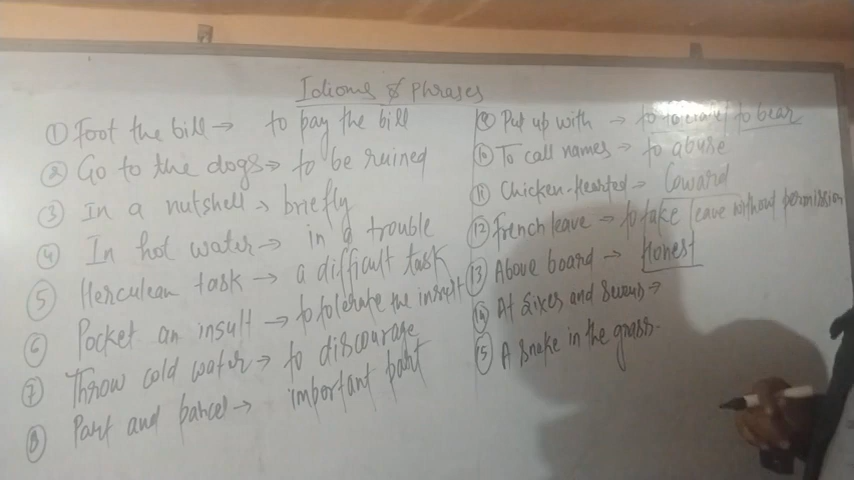 Idioms & Phrases
① Foot the bill → to pay the bill
② Go to the dogs → to be ruined
③ In a nutshell → briefly
④ In hot water → in a trouble
⑤ Herculean task → a difficult task
⑥ Pocket an insult → to tolerate the insult
⑦ Throw cold water → to discourage
⑧ Part and parcel → important part
⑨ Put up with → to tolerate / to bear
⑩ To call names → to abuse
⑪ Chicken-hearted → Coward
⑫ French leave → to take leave without permission
⑬ Above board → Honest
⑭ At sixes and sevens →
⑮ A snake in the grass-